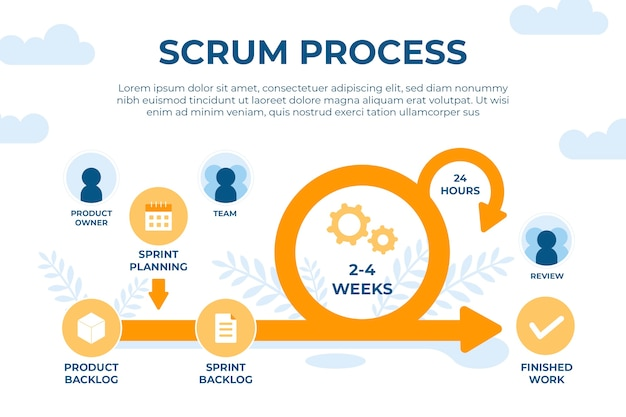 SCRUM PROCESS
Lorem ipsum dolor sit amet, consectetuer adipiscing elit,
sed diam nonummy nibh euismod tincidunt ut laoreet dolore
magna aliquam erat volutpat. Ut wisi enim ad minim veniam, quis
nostrud exerci tation ullamcorper suscipit lobortis
24
HOURS
PRODUCT
OWNER
TEAM
SPRINT
PLANNING
2-4
WEEKS
REVIEW
PRODUCT
BACKLOG
SPRINT
BACKLOG
FINISHED
WORK